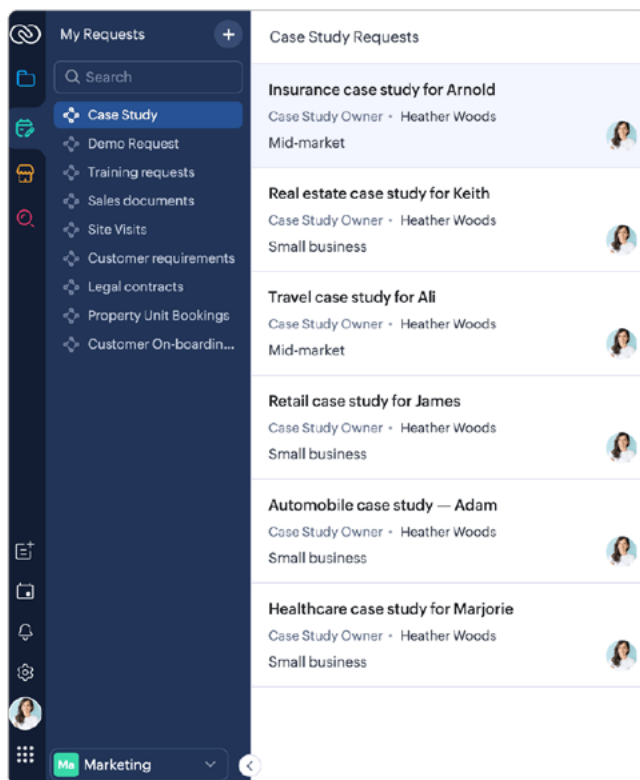 My Requests
+
Search
Case Study
Demo Request
Training requests
Sales documents
Site Visits
Customer requirements
Legal contracts
Property Unit Bookings
Customer On-boardin...
Ma Marketing
Case Study Requests
Insurance case study for Arnold
Case Study Owner • Heather Woods
Mid-market
Real estate case study for Keith
Case Study Owner • Heather Woods
Small business
Travel case study for Ali
Case Study Owner • Heather Woods
Mid-market
Retail case study for James
Case Study Owner • Heather Woods
Small business
Automobile case study — Adam
Case Study Owner • Heather Woods
Small business
Healthcare case study for Marjorie
Case Study Owner • Heather Woods
Small business